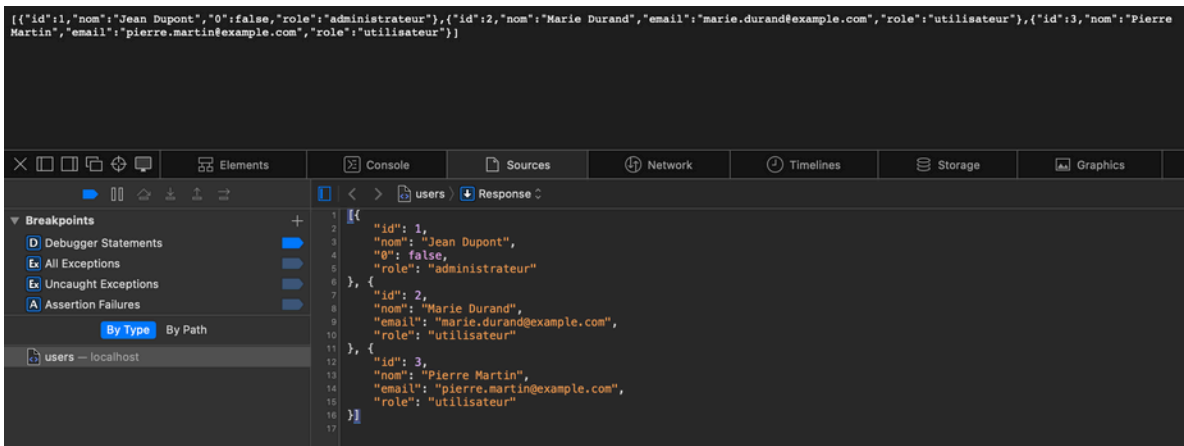 [{"id":1,"nom":"Jean Dupont","0":false,"role":"administrateur"},{"id":2,"nom":"Marie Durand","email":"marie.durand@example.com","role":"utilisateur"},{"id":3,"nom":"Pierre
Martin","email":"pierre.martin@example.com","role":"utilisateur"}]
Elements
Console
Sources
Network
Timelines
Storage
Graphics
users
Response
Breakpoints
D Debugger Statements
Ex All Exceptions
Ex Uncaught Exceptions
A Assertion Failures
By Type By Path
users — localhost
1 [{
2 "id": 1,
3 "nom": "Jean Dupont",
4 "0": false,
5 "role": "administrateur"
6 }, {
7 "id": 2,
8 "nom": "Marie Durand",
9 "email": "marie.durand@example.com",
10 "role": "utilisateur"
11 }, {
12 "id": 3,
13 "nom": "Pierre Martin",
14 "email": "pierre.martin@example.com",
15 "role": "utilisateur"
16 }]
17